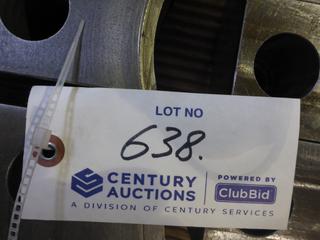 LOT NO
638.
CENTURY AUCTIONS
POWERED BY
ClubBid
A DIVISION OF CENTURY SERVICES